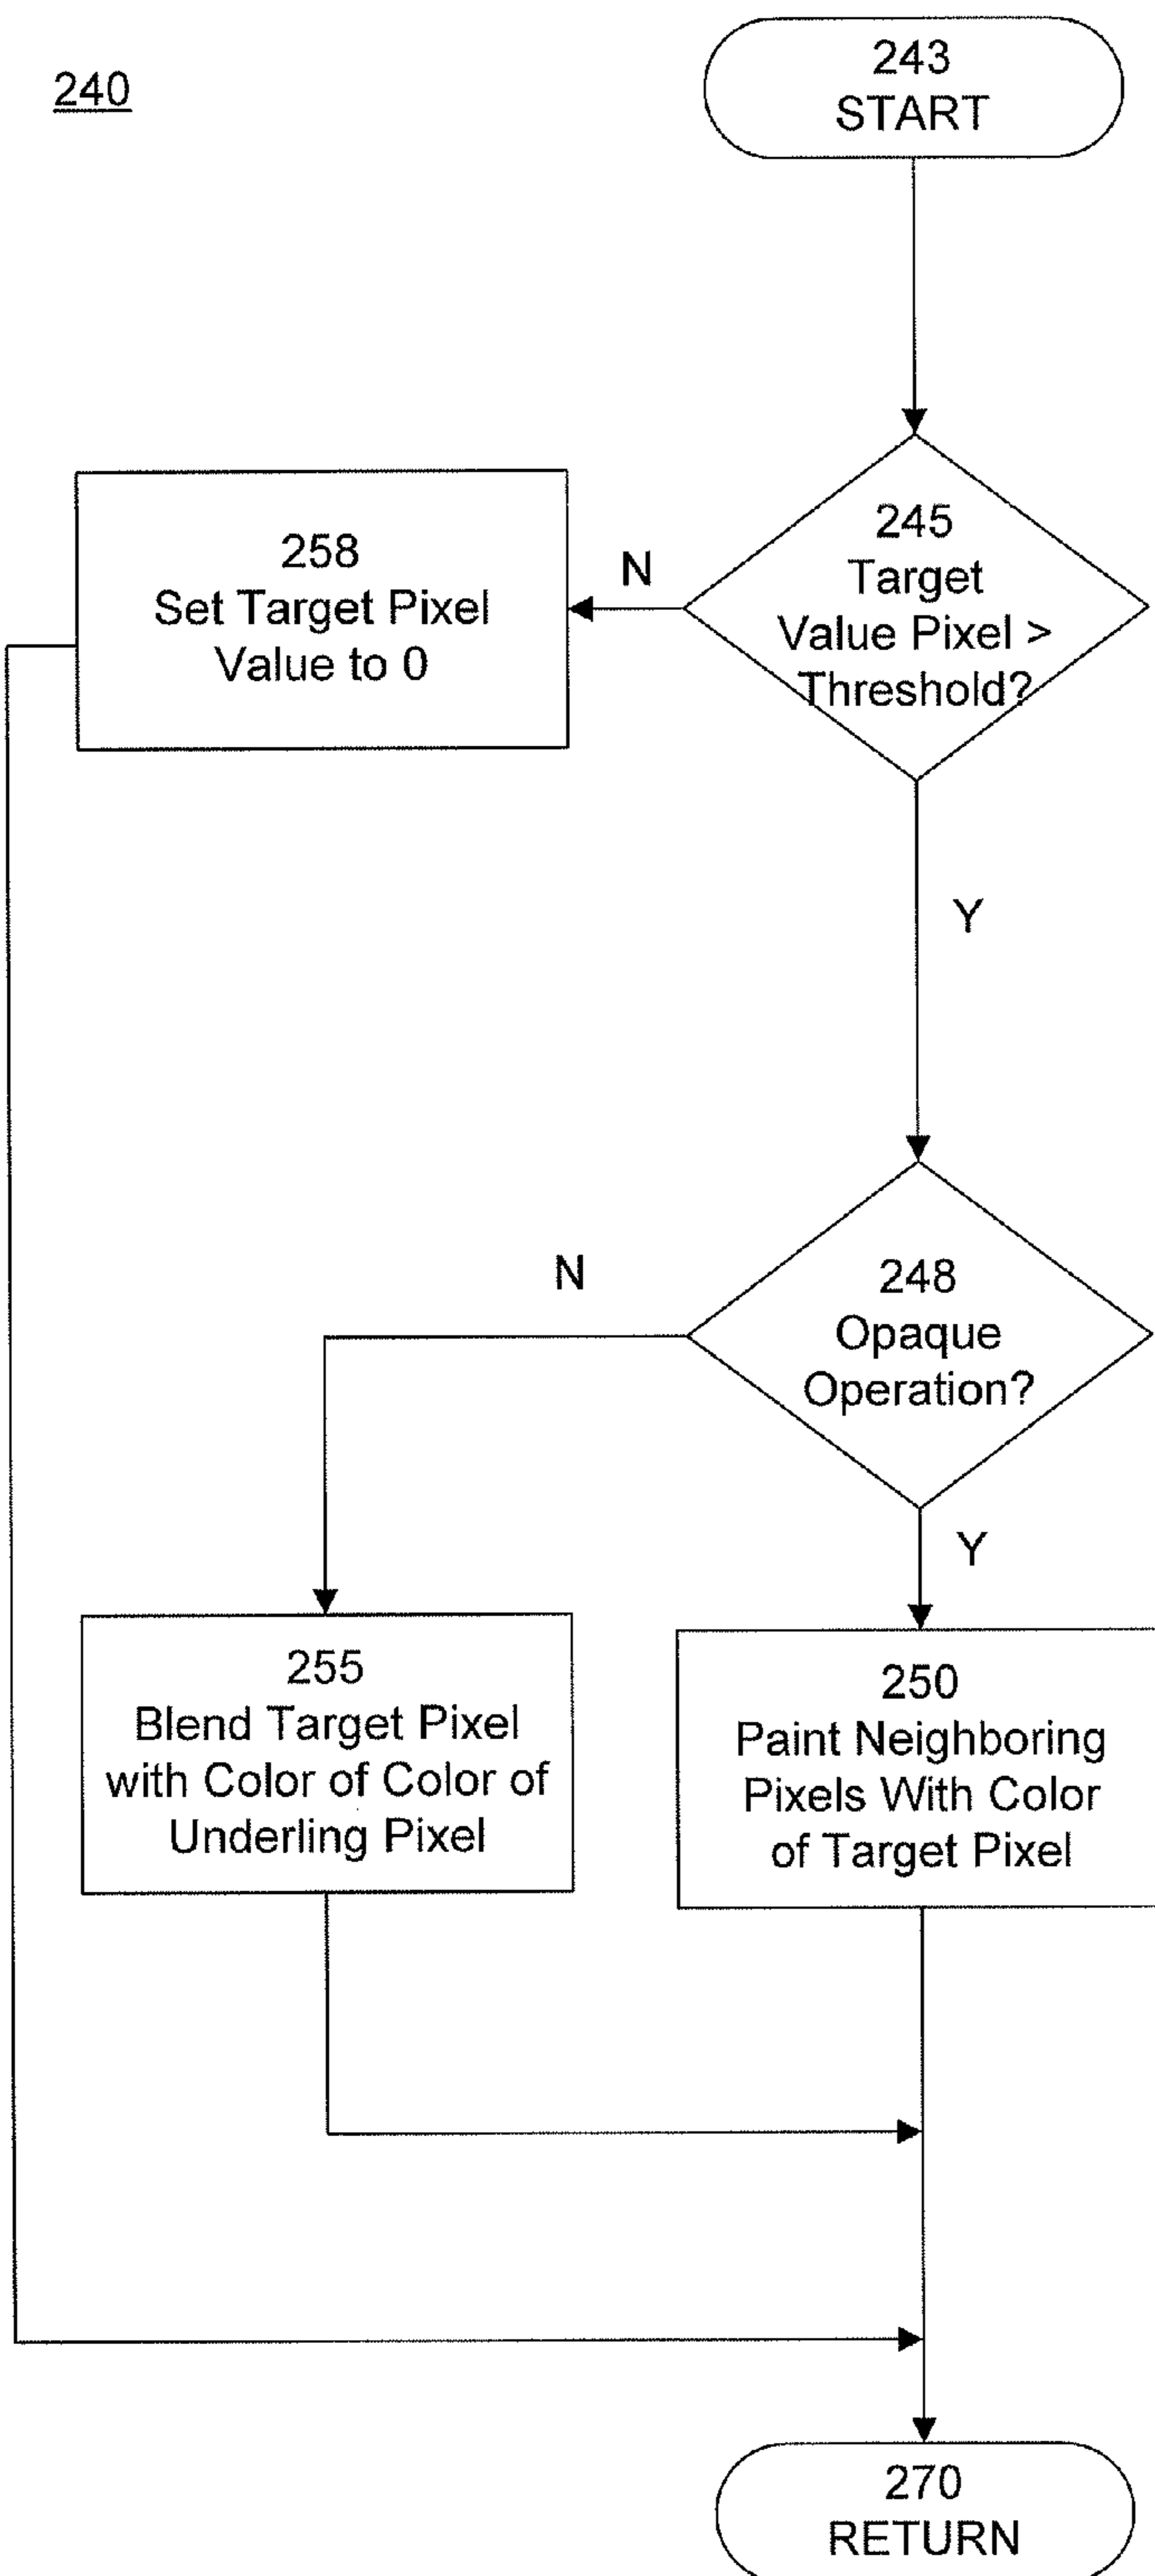 240
243
START
245
Target
Value Pixel >
Threshold?
N
258
Set Target Pixel
Value to 0
Y
248
Opaque
Operation?
N
Y
255
Blend Target Pixel
with Color of Color of
Underling Pixel
250
Paint Neighboring
Pixels With Color
of Target Pixel
270
RETURN